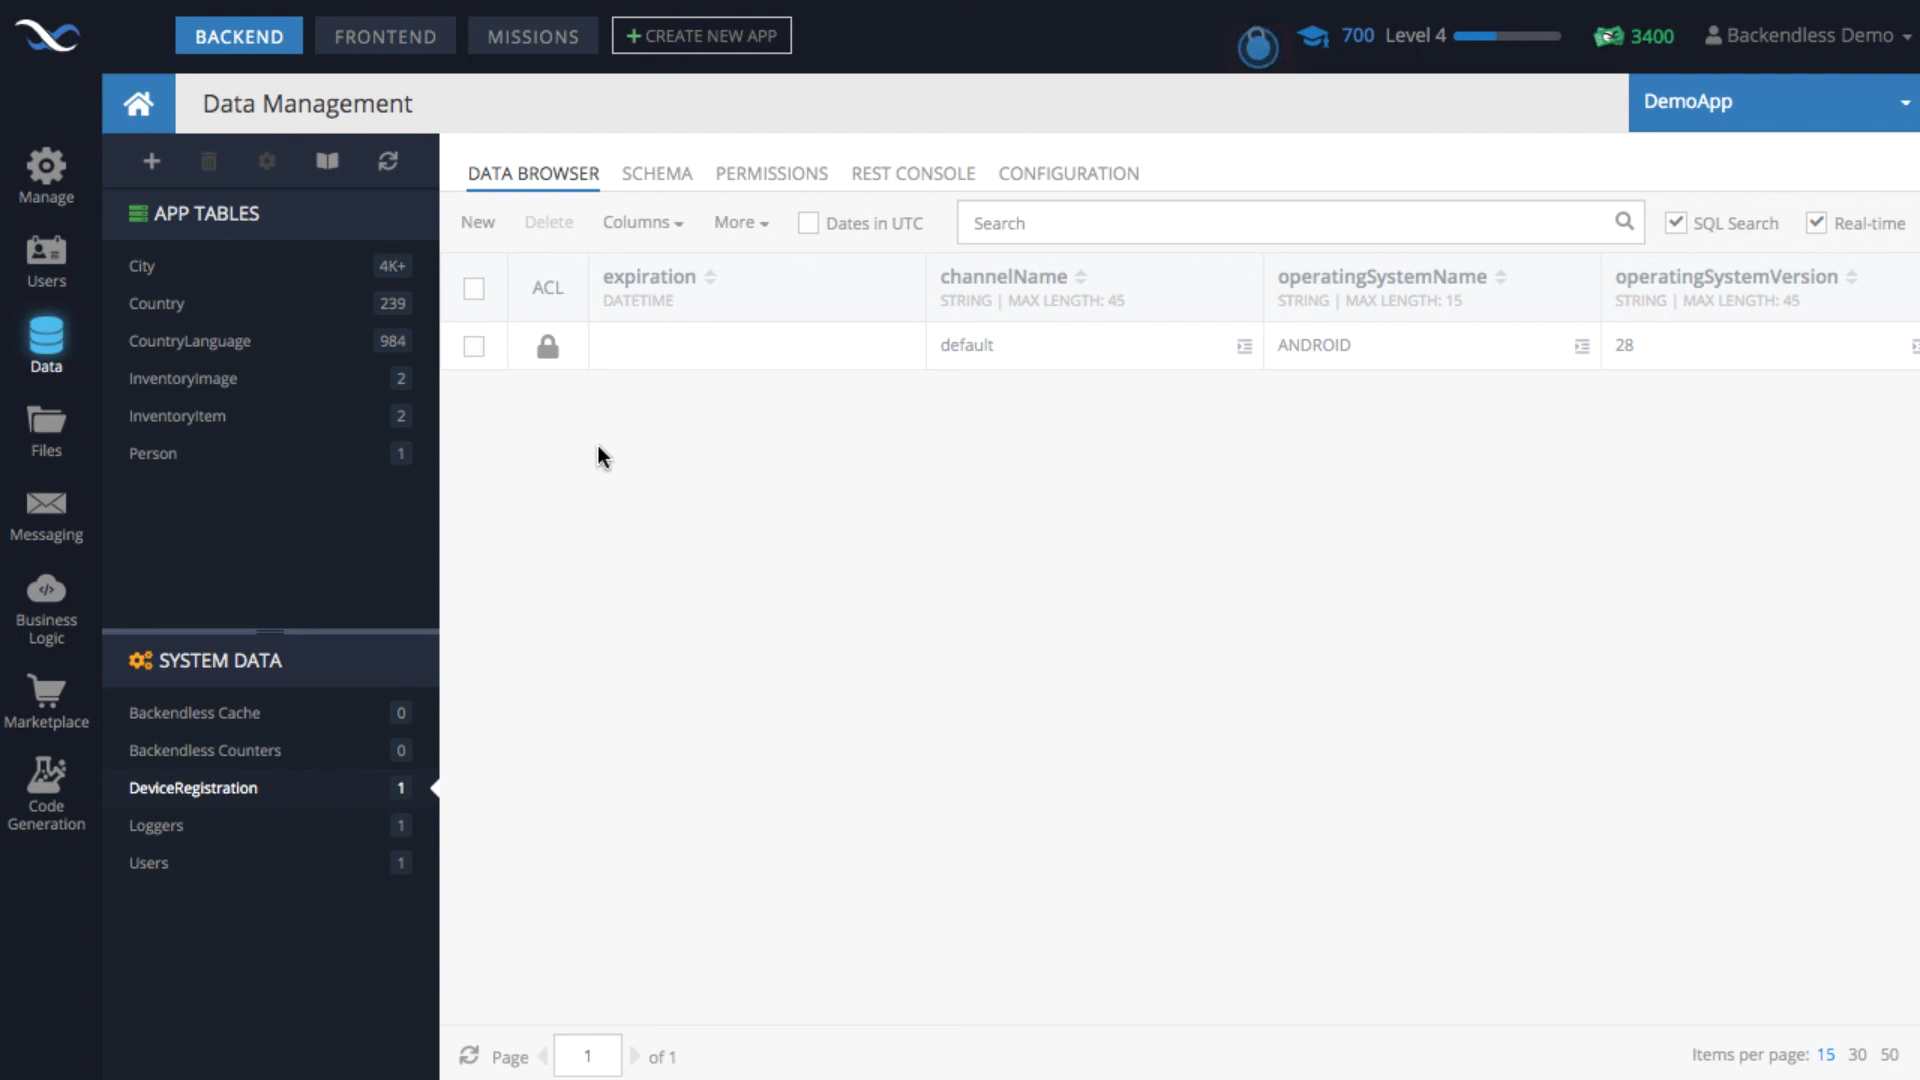 BACKEND FRONTEND MISSIONS + CREATE NEW APP 700 Level 4 3400 Backendless Demo
Data Management DemoApp
Manage
Users
Data
Files
Messaging
Business
Logic
Marketplace
Code
Generation
APP TABLES
City 4K+
Country 239
CountryLanguage 984
InventoryImage 2
InventoryItem 2
Person 1
SYSTEM DATA
Backendless Cache 0
Backendless Counters 0
DeviceRegistration 1
Loggers 1
Users 1
DATA BROWSER SCHEMA PERMISSIONS REST CONSOLE CONFIGURATION
New Delete Columns More Dates in UTC Search SQL Search Real-time
ACL expiration channelName operatingSystemName operatingSystemVersion
DATETIME STRING | MAX LENGTH: 45 STRING | MAX LENGTH: 15 STRING | MAX LENGTH: 45
default ANDROID 28
Page 1 of 1 Items per page: 15 30 50